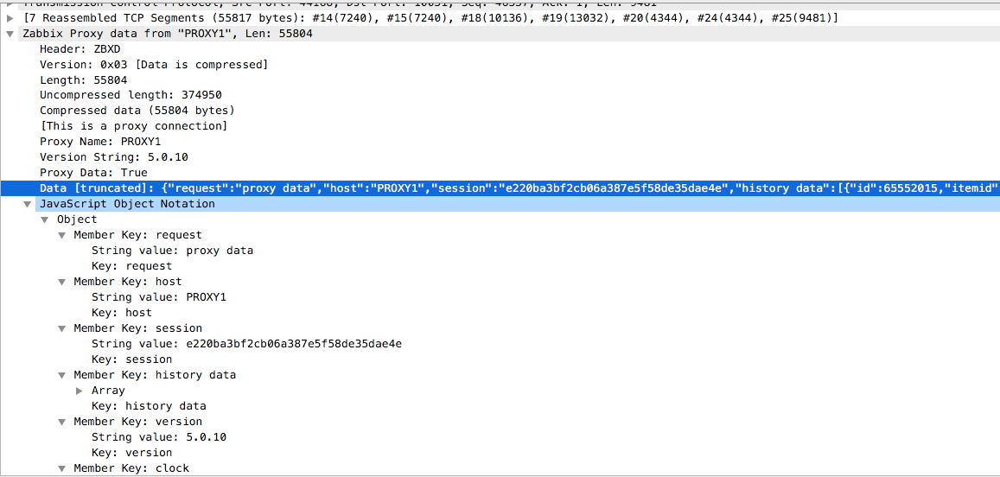 Transmission Control Protocol, Src Port: 44168, Dst Port: 10051, Seq: 46337, Ack: 1, Len: 9481
[7 Reassembled TCP Segments (55817 bytes): #14(7240), #15(7240), #18(10136), #19(13032), #20(4344), #24(4344), #25(9481)]
Zabbix Proxy data from "PROXY1", Len: 55804
Header: ZBXD
Version: 0x03 [Data is compressed]
Length: 55804
Uncompressed length: 374950
Compressed data (55804 bytes)
[This is a proxy connection]
Proxy Name: PROXY1
Version String: 5.0.10
Proxy Data: True
Data [truncated]: {"request":"proxy data","host":"PROXY1","session":"e220ba3bf2cb06a387e5f58de35dae4e","history data":[{"id":65552015,"itemid"
JavaScript Object Notation
Object
Member Key: request
String value: proxy data
Key: request
Member Key: host
String value: PROXY1
Key: host
Member Key: session
String value: e220ba3bf2cb06a387e5f58de35dae4e
Key: session
Member Key: history data
Array
Key: history data
Member Key: version
String value: 5.0.10
Key: version
Member Key: clock